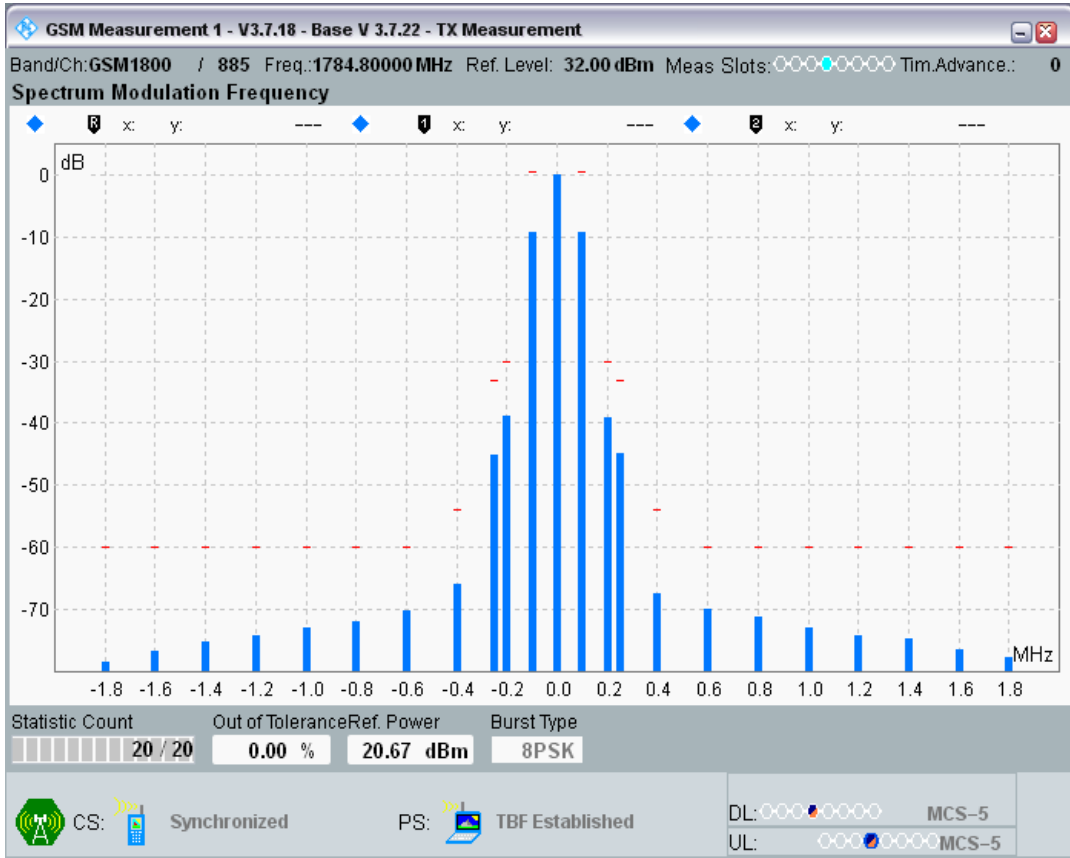 GSM Measurement 1 - V3.7.18 - Base V 3.7.22 - TX Measurement
Band/Ch:GSM1800 / 885 Freq.:1784.80000 MHz Ref. Level: 32.00 dBm Meas Slots: Tim.Advance.: 0
Spectrum Modulation Frequency
R x: y: --- 1 x: y: --- 2 x: y: ---
dB
0
-10
-20
-30
-40
-50
-60
-70
MHz
-1.8 -1.6 -1.4 -1.2 -1.0 -0.8 -0.6 -0.4 -0.2 0.0 0.2 0.4 0.6 0.8 1.0 1.2 1.4 1.6 1.8
Statistic Count Out of Tolerance Ref. Power Burst Type
20 / 20 0.00 % 20.67 dBm 8PSK
CS: Synchronized PS: TBF Established
DL: MCS-5
UL: MCS-5